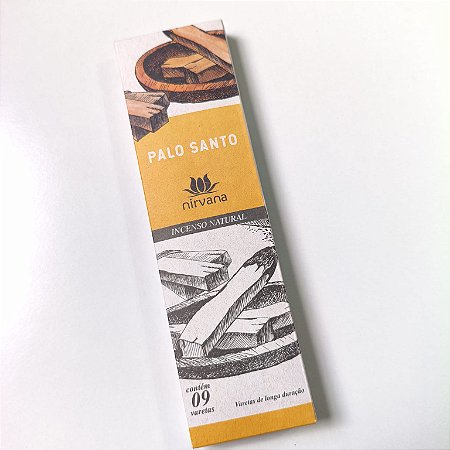 PALO SANTO
nirvana
INCENSO NATURAL
contém
09
varetas
Varetas de longa duração